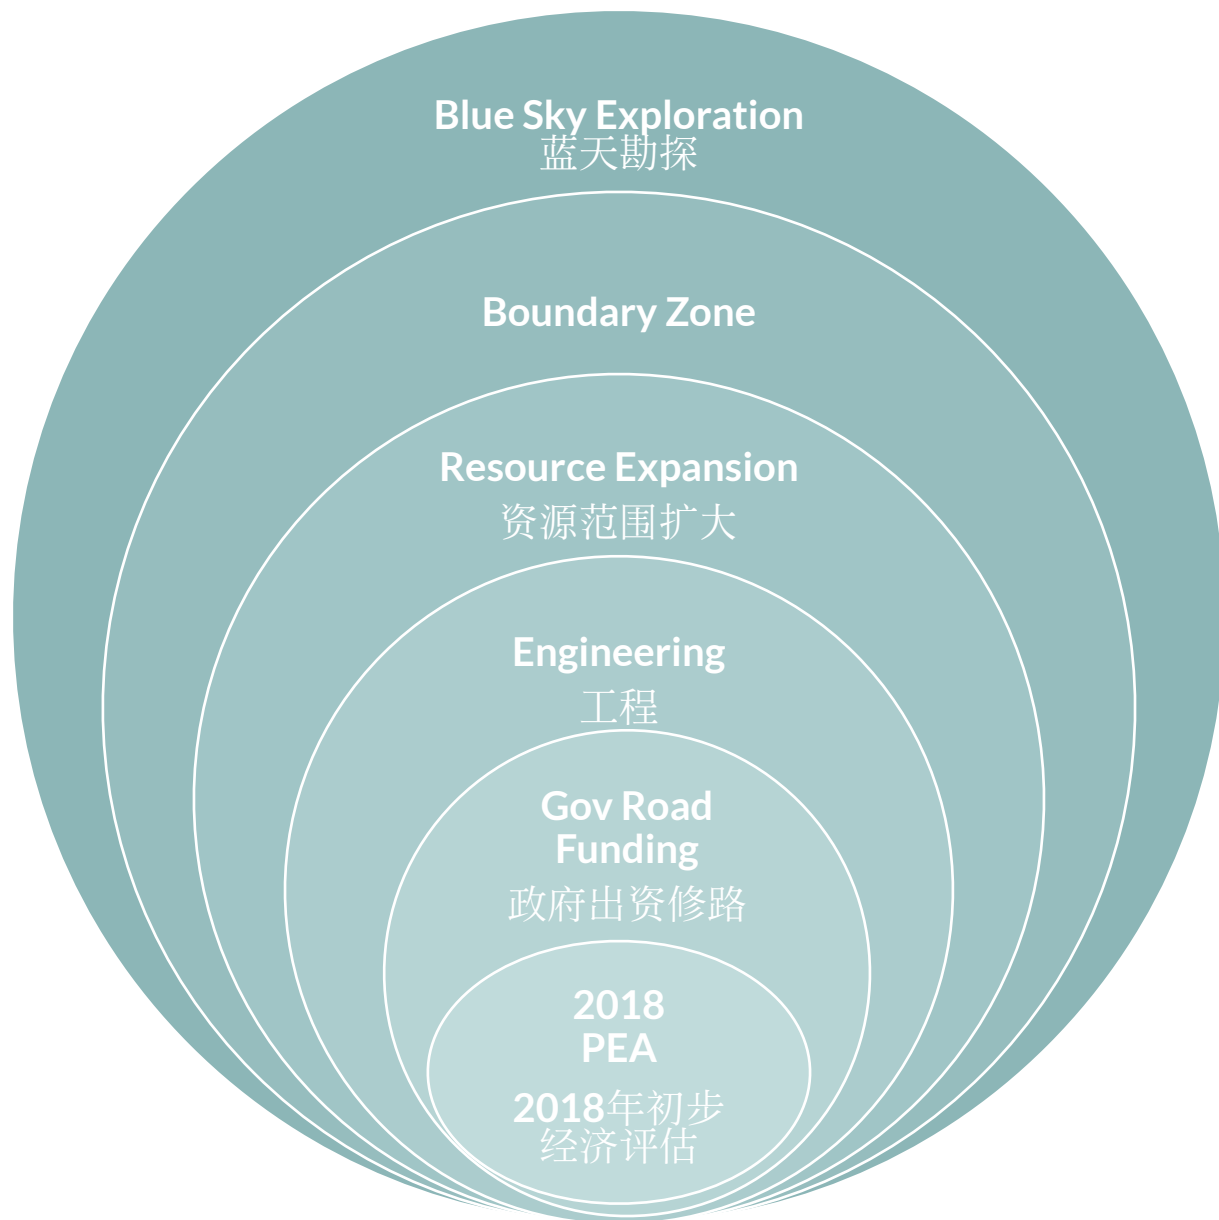 Blue Sky Exploration
蓝天勘探
Boundary Zone
Resource Expansion
资源范围扩大
Engineering
工程
Gov Road
Funding
政府出资修路
2018
PEA
2018年初步
经济评估